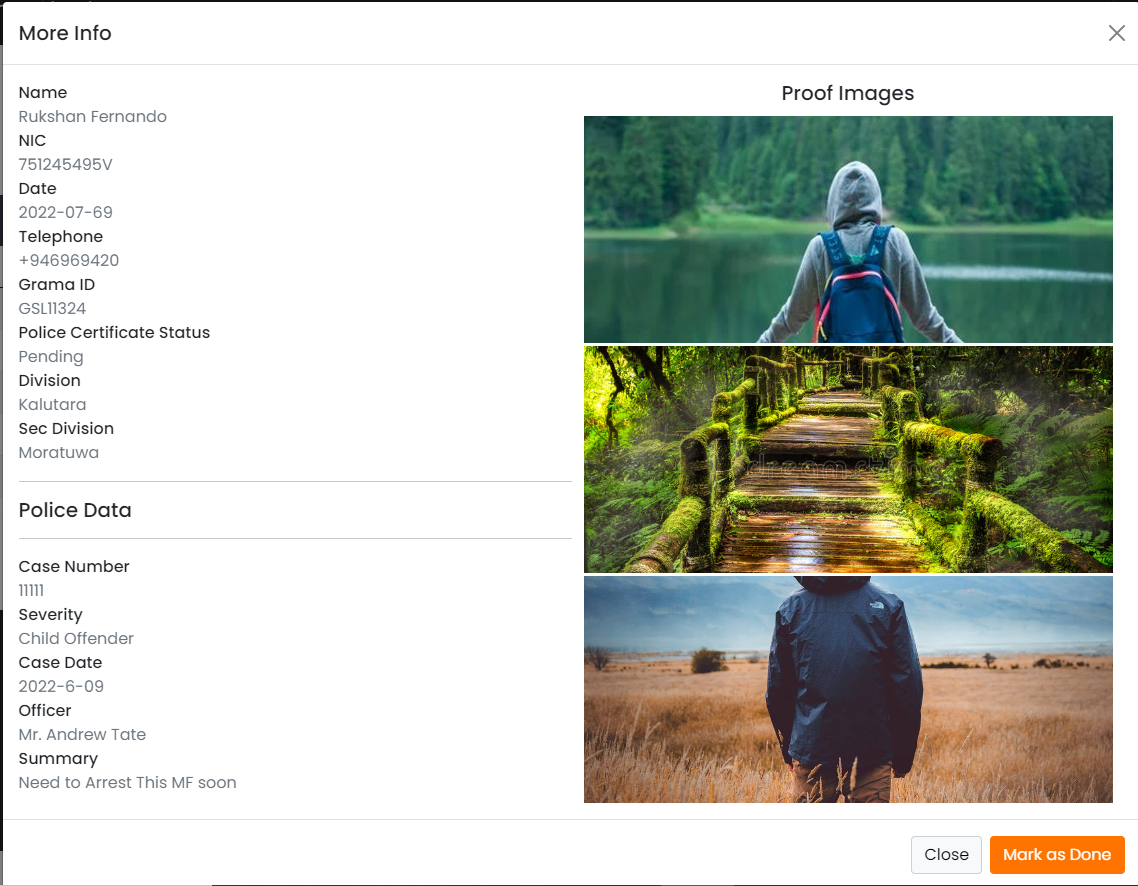 More Info
Name
Rukshan Fernando
NIC
751245495V
Date
2022-07-69
Telephone
+946969420
Grama ID
GSL11324
Police Certificate Status
Pending
Division
Kalutara
Sec Division
Moratuwa
Police Data
Case Number
11111
Severity
Child Offender
Case Date
2022-6-09
Officer
Mr. Andrew Tate
Summary
Need to Arrest This MF soon
Proof Images
Close
Mark as Done